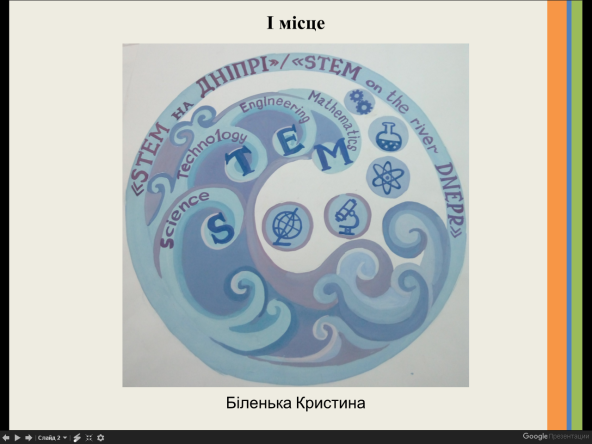 І місце
«STEM на ДНІПРІ»/«STEM on the river DNEPR»
Science
Technology
Engineering
Mathematics
S T E M
Біленька Кристина
Слайд 2
Google Презентации